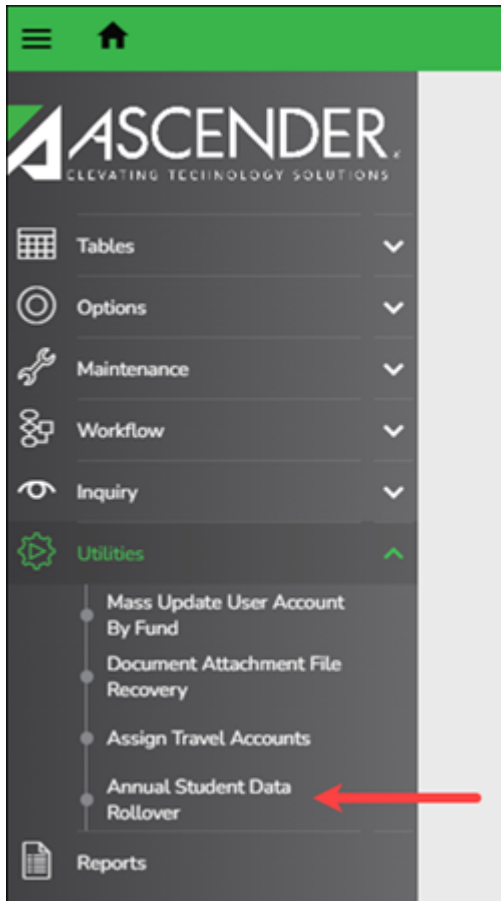 ASCENDER
ELEVATING TECHNOLOGY SOLUTIONS
Tables
Options
Maintenance
Workflow
Inquiry
Utilities
Mass Update User Account
By Fund
Document Attachment File
Recovery
Assign Travel Accounts
Annual Student Data
Rollover
Reports